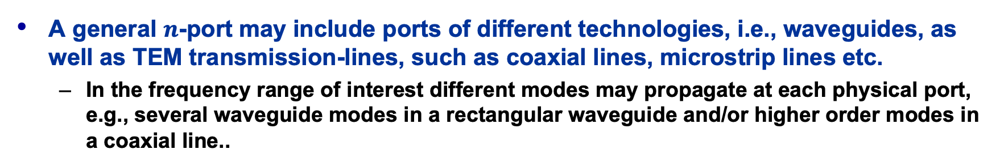 • A general n-port may include ports of different technologies, i.e., waveguides, as
well as TEM transmission-lines, such as coaxial lines, microstrip lines etc.
– In the frequency range of interest different modes may propagate at each physical port,
e.g., several waveguide modes in a rectangular waveguide and/or higher order modes in
a coaxial line..